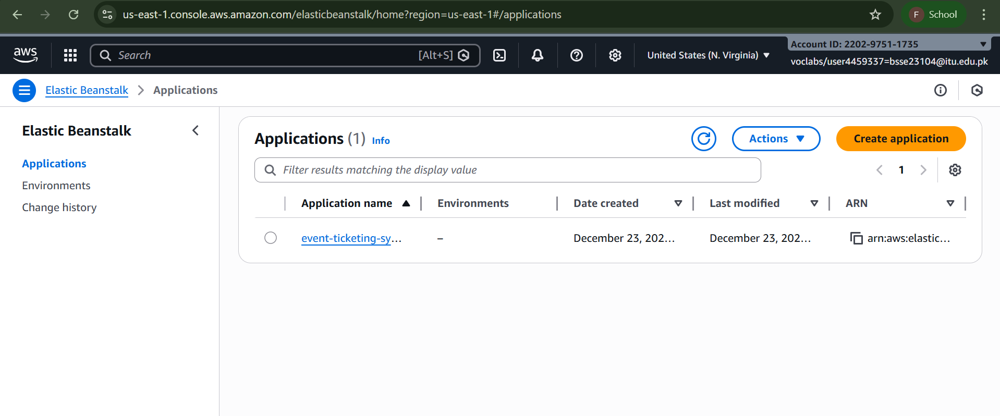 us-east-1.console.aws.amazon.com/elasticbeanstalk/home?region=us-east-1#/applications
F School
aws
Search [Alt+S]
United States (N. Virginia)
Account ID: 2202-9751-1735
voclabs/user4459337=bsse23104@itu.edu.pk
Elastic Beanstalk > Applications
Elastic Beanstalk
Applications
Environments
Change history
Applications (1) Info
Actions
Create application
Filter results matching the display value
1
Application name Environments Date created Last modified ARN
event-ticketing-sy... – December 23, 202... December 23, 202... arn:aws:elastic...